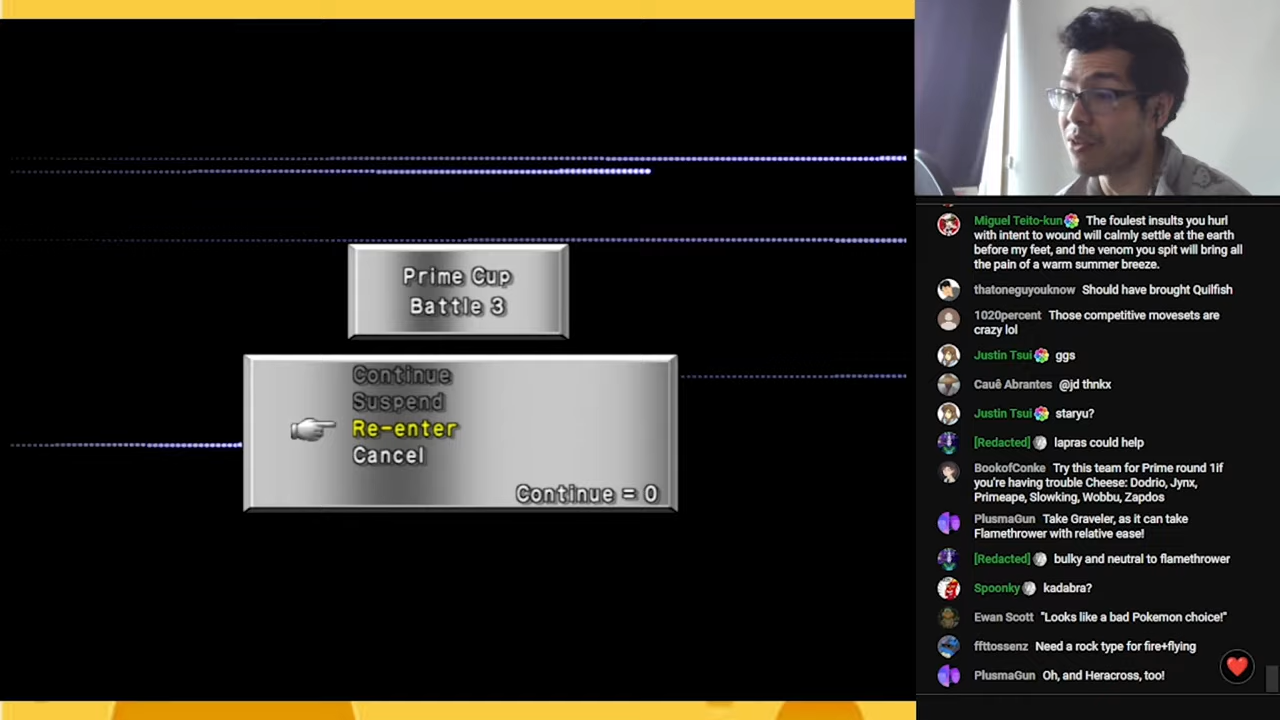 Prime Cup
Battle 3
Continue
Suspend
Re-enter
Cancel
Continue = 0
Miguel Teito-kun The foulest insults you hurl
with intent to wound will calmly settle at the earth
before my feet, and the venom you spit will bring all
the pain of a warm summer breeze.
thatoneguyouknow Should have brought Quilfish
1020percent Those competitive movesets are
crazy lol
Justin Tsui ggs
Cauê Abrantes @jd thnkx
Justin Tsui staryu?
[Redacted] lapras could help
BookofConke Try this team for Prime round 1if
you're having trouble Cheese: Dodrio, Jynx,
Primeape, Slowking, Wobbu, Zapdos
PlusmaGun Take Graveler, as it can take
Flamethrower with relative ease!
[Redacted] bulky and neutral to flamethrower
Spoonky kadabra?
Ewan Scott "Looks like a bad Pokemon choice!"
ffttossenz Need a rock type for fire+flying
PlusmaGun Oh, and Heracross, too!